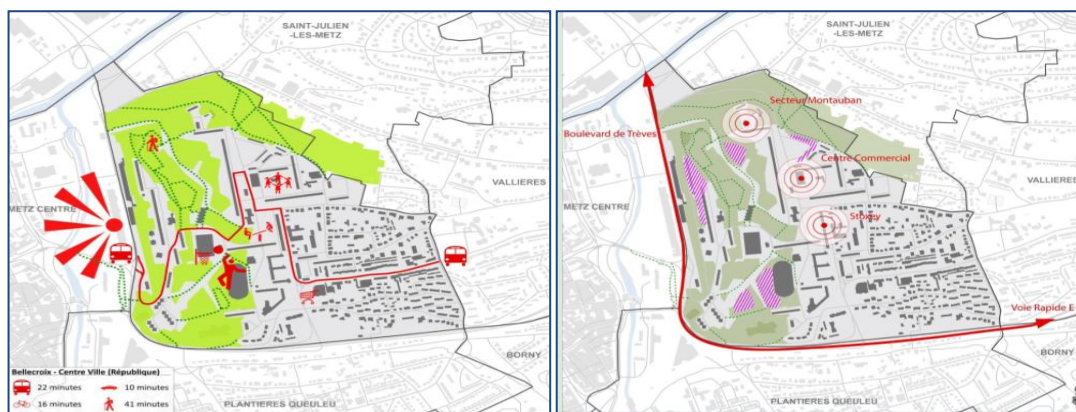 SAINT-JULIEN
-LES-METZ
VALLIERES
METZ CENTRE
BORNY
PLANTIERES QUEULEU
Bellecroix - Centre Ville (République)
22 minutes
10 minutes
16 minutes
41 minutes
SAINT-JULIEN
-LES-METZ
Secteur Montauban
Boulevard de Trèves
Centre Commercial
VALLIERES
METZ CENTRE
Stoxey
Voie Rapide E
BORNY
PLANTIERES QUEULEU